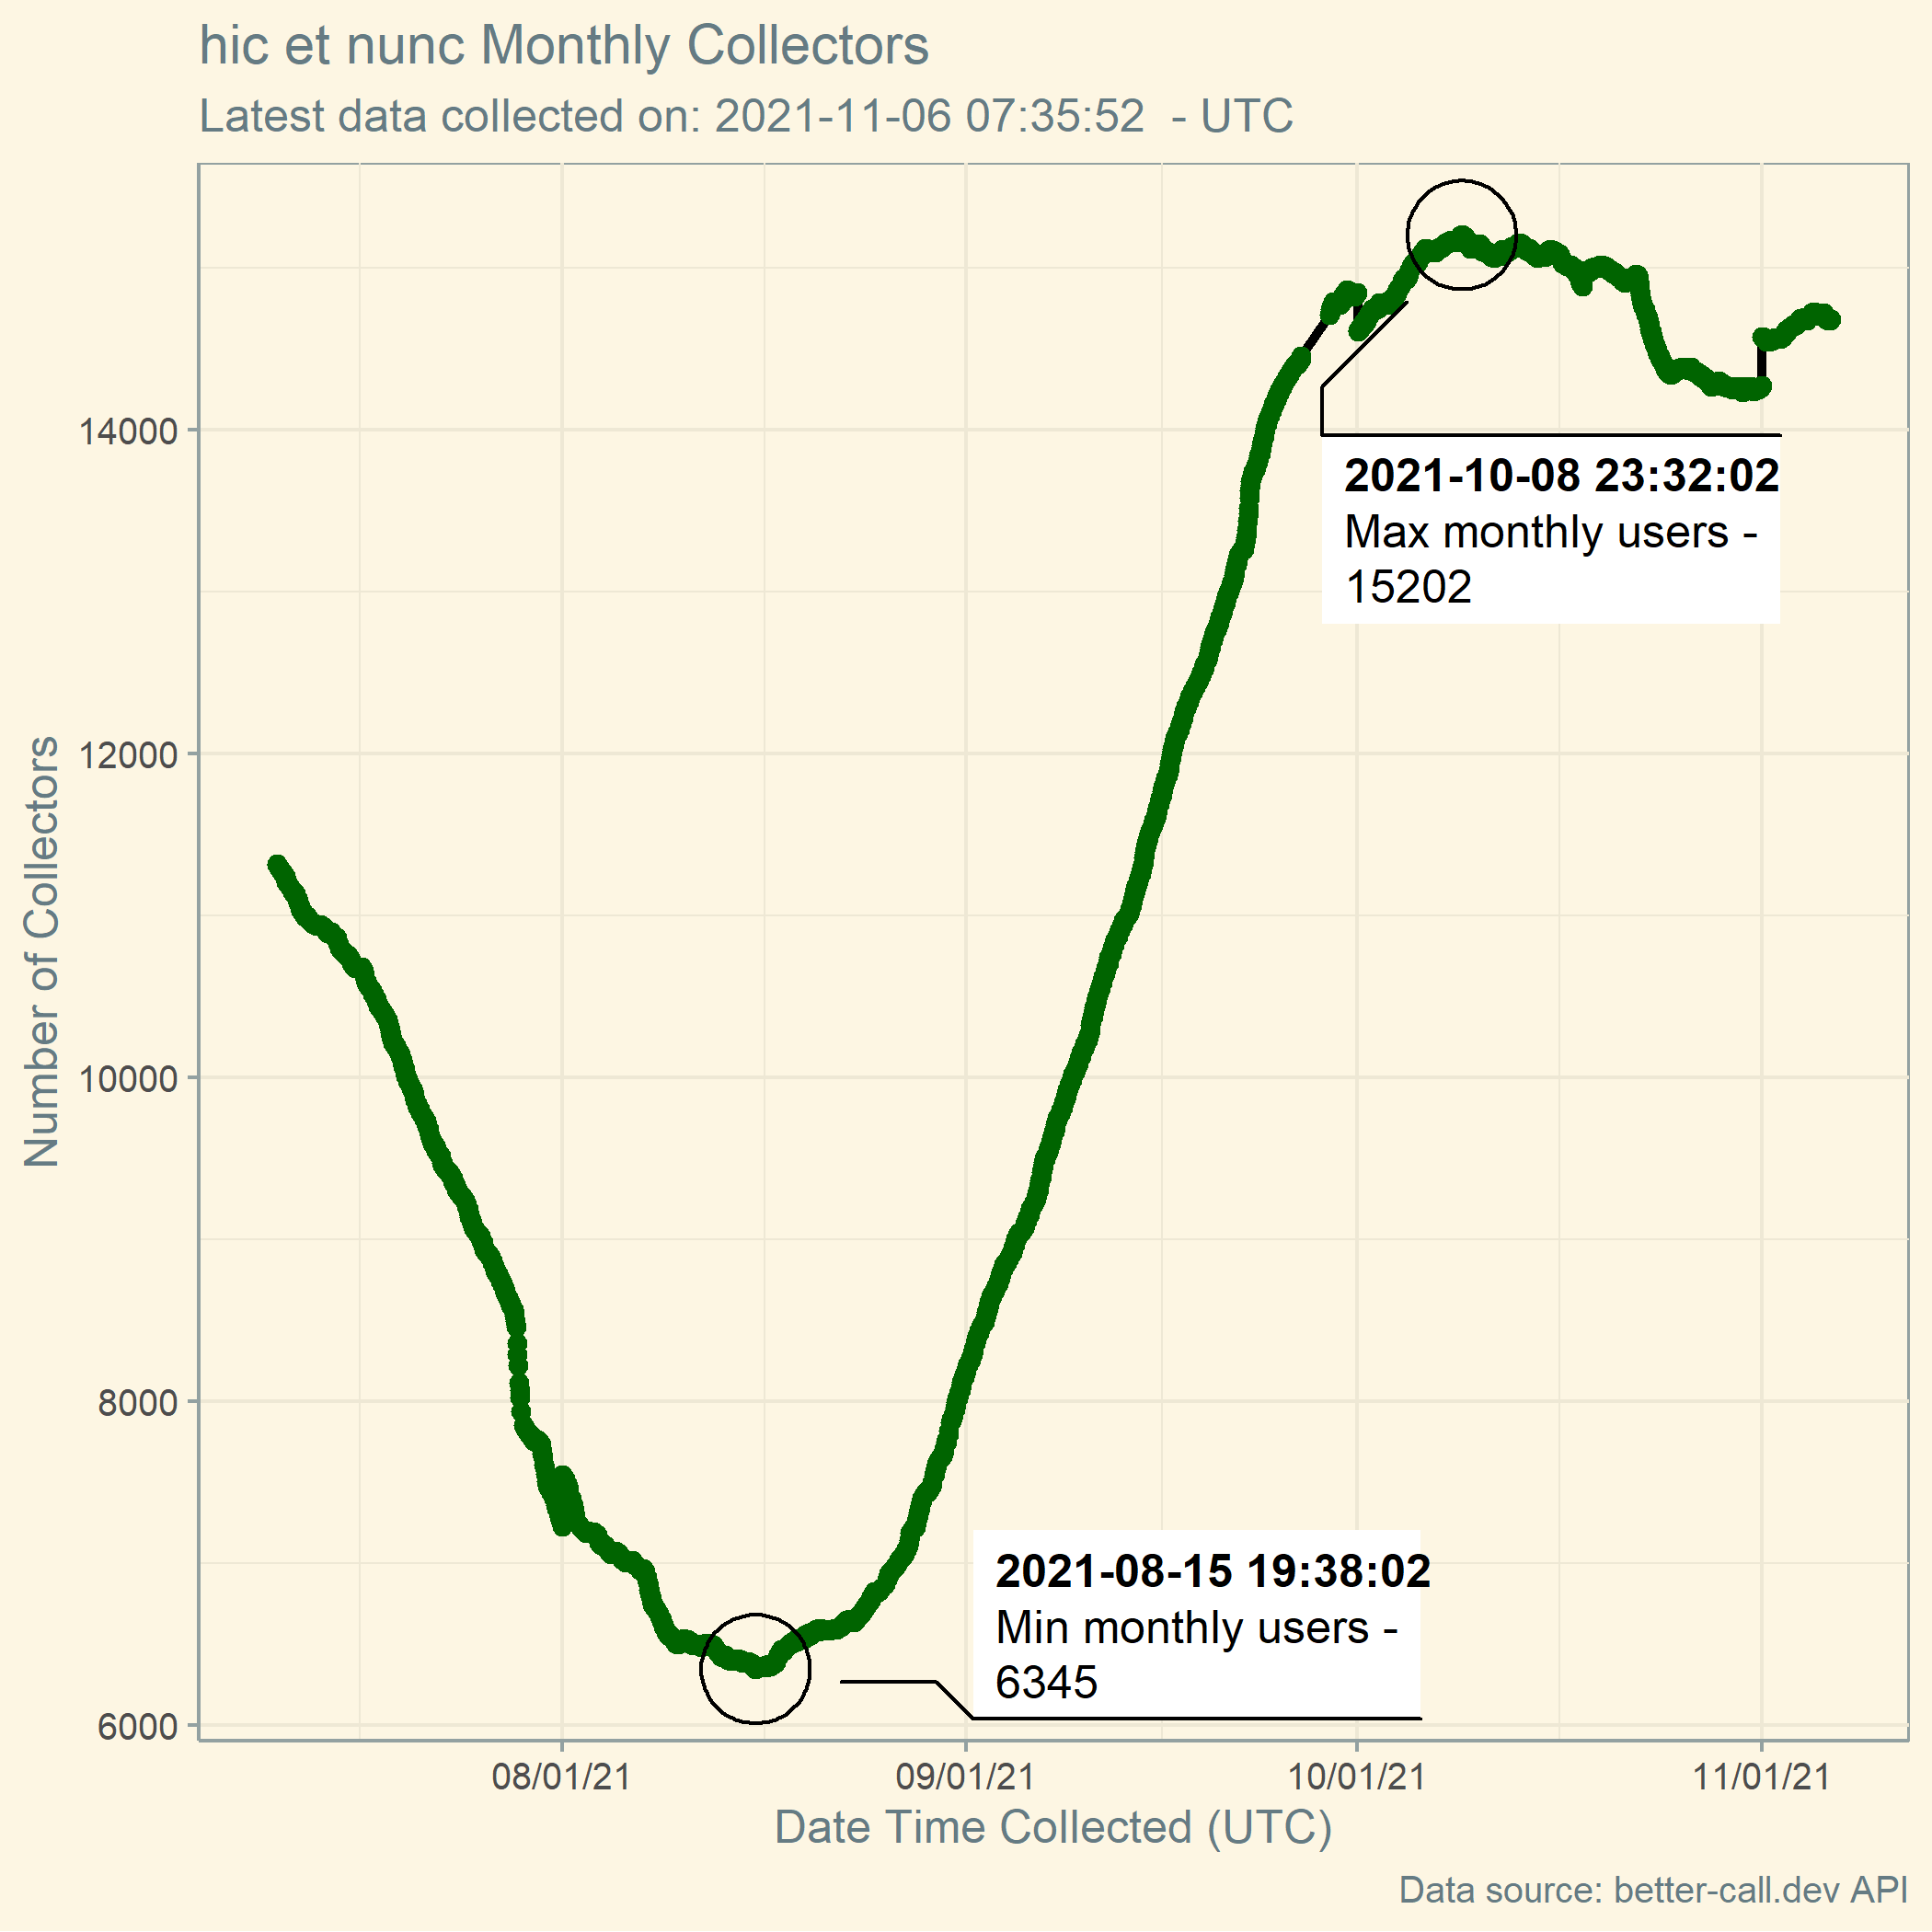 hic et nunc Monthly Collectors
Latest data collected on: 2021-11-06 07:35:52  - UTC
Number of Collectors
14000
12000
10000
8000
6000
2021-10-08 23:32:02
Max monthly users -
15202
2021-08-15 19:38:02
Min monthly users -
6345
08/01/21
09/01/21
10/01/21
11/01/21
Date Time Collected (UTC)
Data source: better-call.dev API